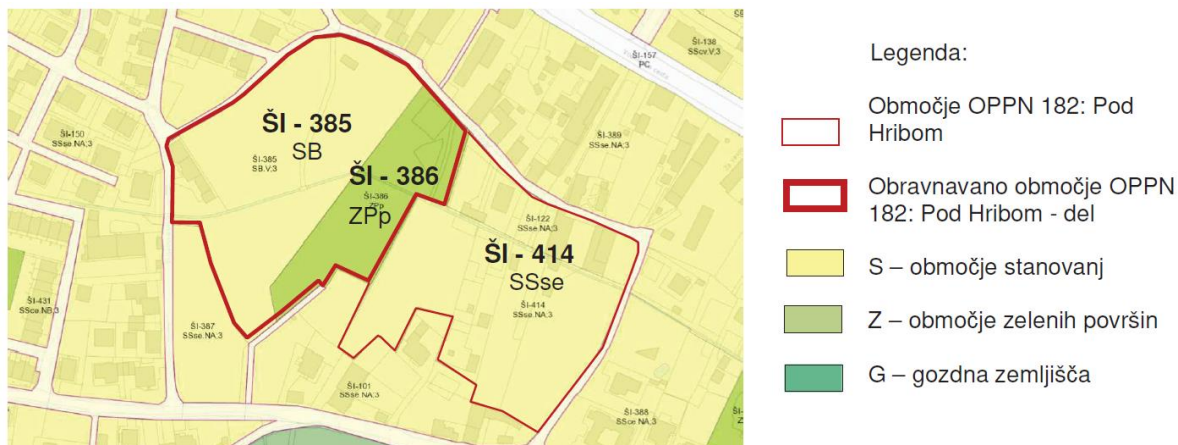 ŠI-138
SScv.V;3
ŠI-157
PC
ŠI-150
SSse.NA;3
ŠI - 385
SB
ŠI-385
SB.V;3
ŠI-389
SSse.NA;3
ŠI - 386
ŠI-386
ZPp
ZPp
ŠI-122
SSse.NA;3
ŠI - 414
SSse
ŠI-414
SSse.NA;3
ŠI-431
SSce.NB;3
ŠI-387
SSse.NA;3
ŠI-101
SSse.NA;3
ŠI-388
SSce.NA;3
Legenda:
Območje OPPN 182: Pod
Hribom
Obravnavano območje OPPN
182: Pod Hribom - del
S – območje stanovanj
Z – območje zelenih površin
G – gozdna zemljišča